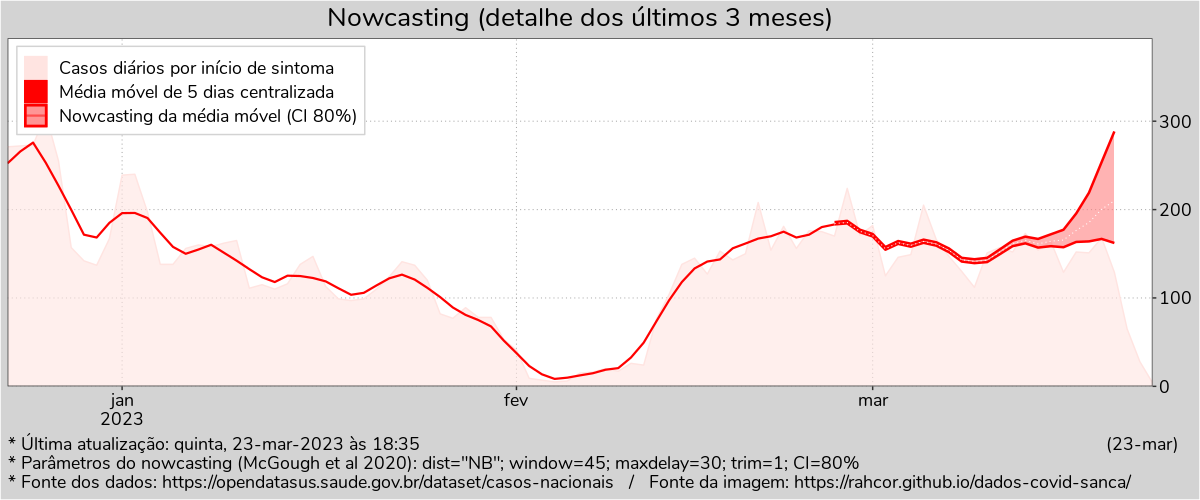 Nowcasting (detalhe dos últimos 3 meses)
Casos diários por início de sintoma
Média móvel de 5 dias centralizada
Nowcasting da média móvel (CI 80%)
300
200
100
0
jan
2023
fev
mar
* Última atualização: quinta, 23-mar-2023 às 18:35
(23-mar)
* Parâmetros do nowcasting (McGough et al 2020): dist="NB"; window=45; maxdelay=30; trim=1; CI=80%
* Fonte dos dados: https://opendatasus.saude.gov.br/dataset/casos-nacionais / Fonte da imagem: https://rahcor.github.io/dados-covid-sanca/